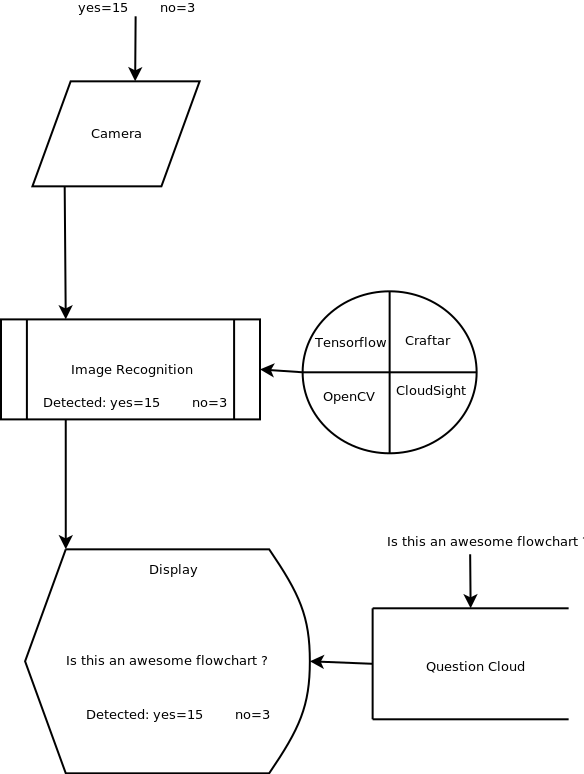 yes=15 no=3
Camera
Tensorflow
Craftar
OpenCV
CloudSight
Image Recognition
Detected: yes=15 no=3
Is this an awesome flowchart
Display
Question Cloud
Is this an awesome flowchart ?
Detected: yes=15 no=3